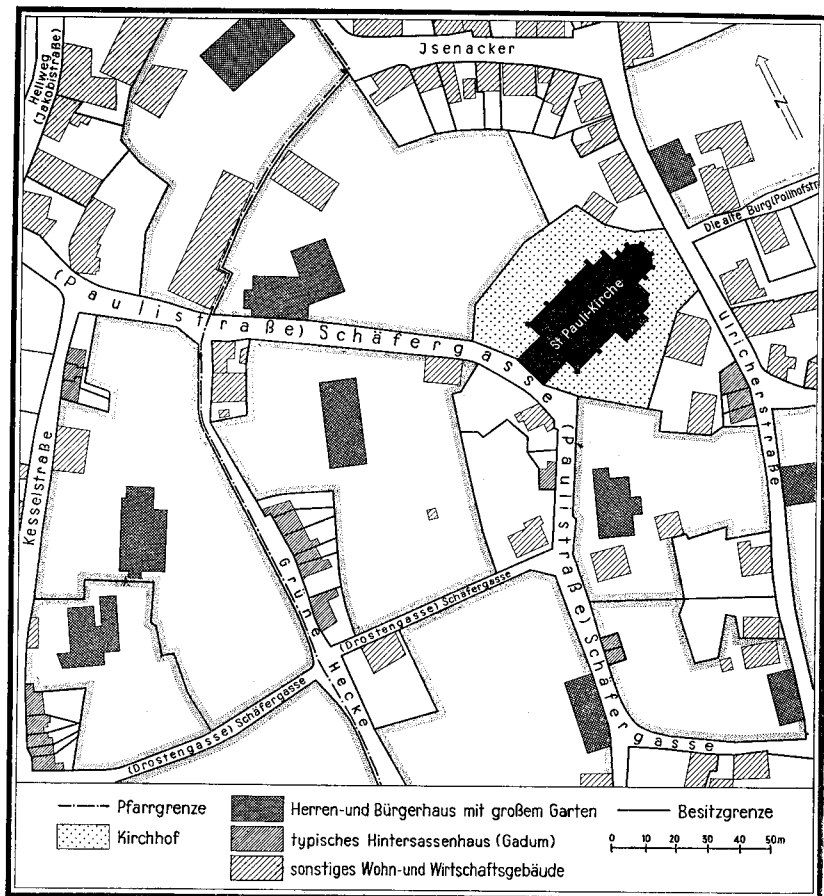 Jsenacker
Hellweg
(Jakobistraße)
N
Die alte Burg (Pollhofstr.
St Pauli-Kirche
(Paulistraße) Schäfergasse
Ulricherstraße
(Paulistraße) Schäfergasse
Kesselstraße
Grüne Hecke
(Drostengasse) Schäfergasse
(Drostengasse) Schäfergasse
Pfarrgrenze
Kirchhof
Herren-und Bürgerhaus mit großem Garten
typisches Hintersassenhaus (Gadum)
sonstiges Wohn-und Wirtschaftsgebäude
Besitzgrenze
0 10 20 30 40 50m